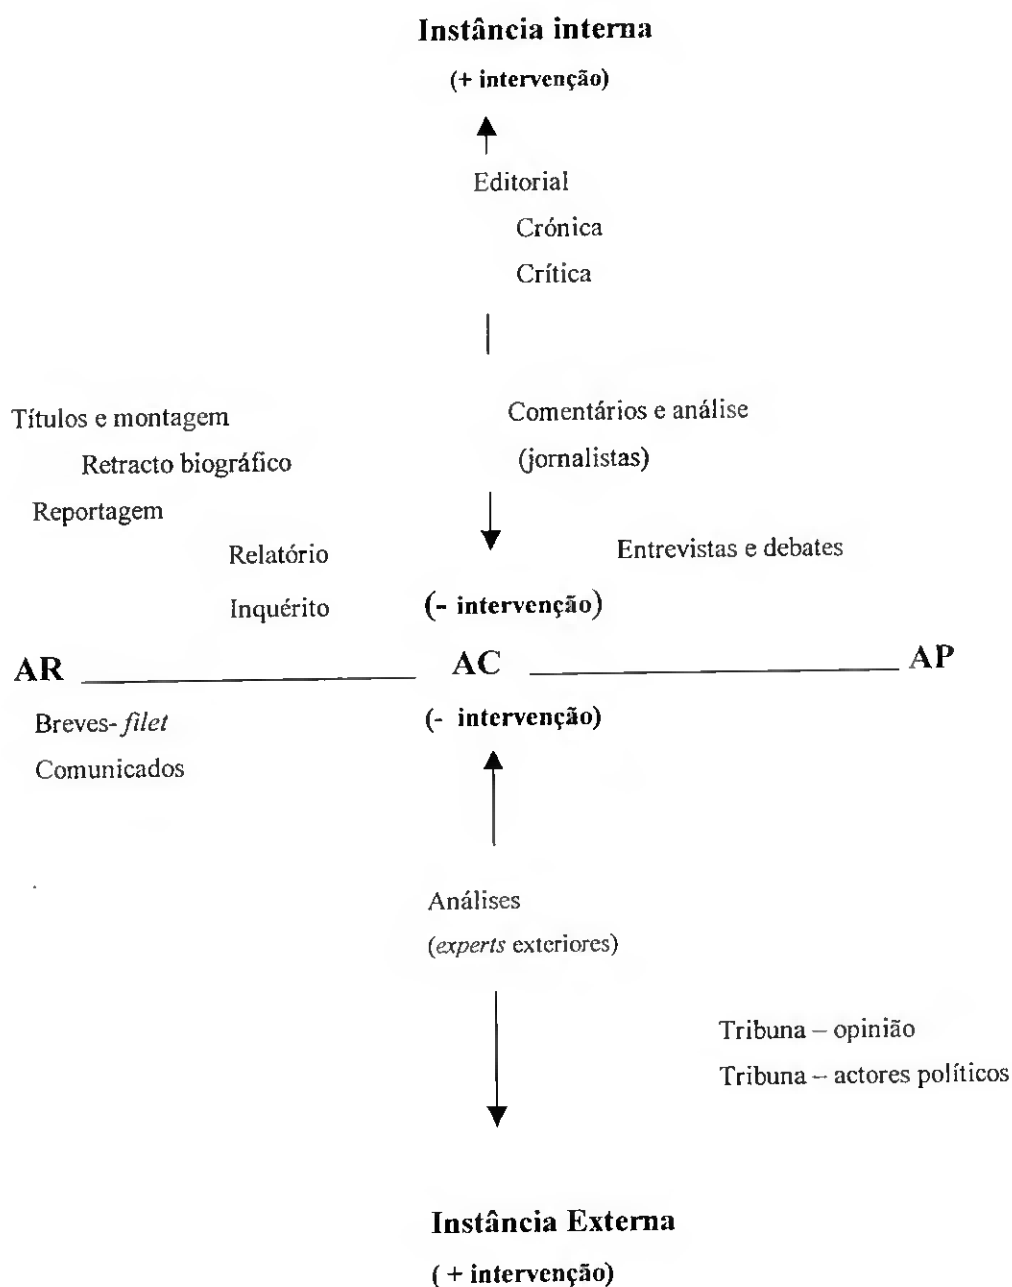 Instância interna
(+ intervenção)
Editorial
Crónica
Crítica
Títulos e montagem
Comentários e análise
Retracto biográfico
(jornalistas)
Reportagem
Relatório
Entrevistas e debates
Inquérito
(- intervenção)
AR AC AP
Breves-filet
(- intervenção)
Comunicados
Análises
(experts exteriores)
Tribuna – opinião
Tribuna – actores políticos
Instância Externa
( + intervenção)